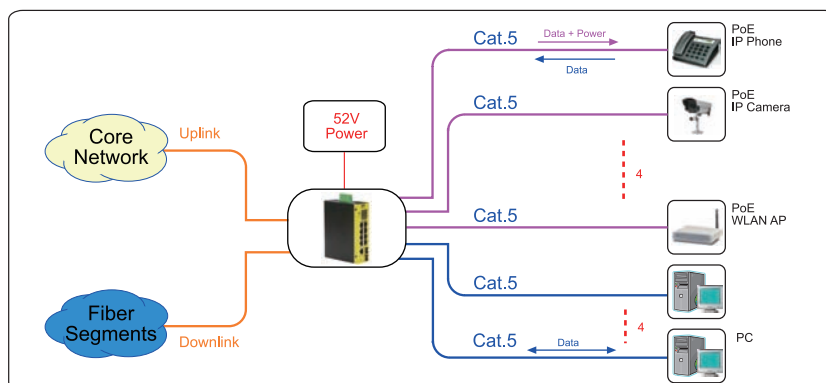 Cat.5
Data + Power
Data
PoE
IP Phone
52V
Power
Cat.5
PoE
IP Camera
Core
Network
Uplink
4
Cat.5
PoE
WLAN AP
Cat.5
Fiber
Segments
Downlink
4
Cat.5
Data
PC